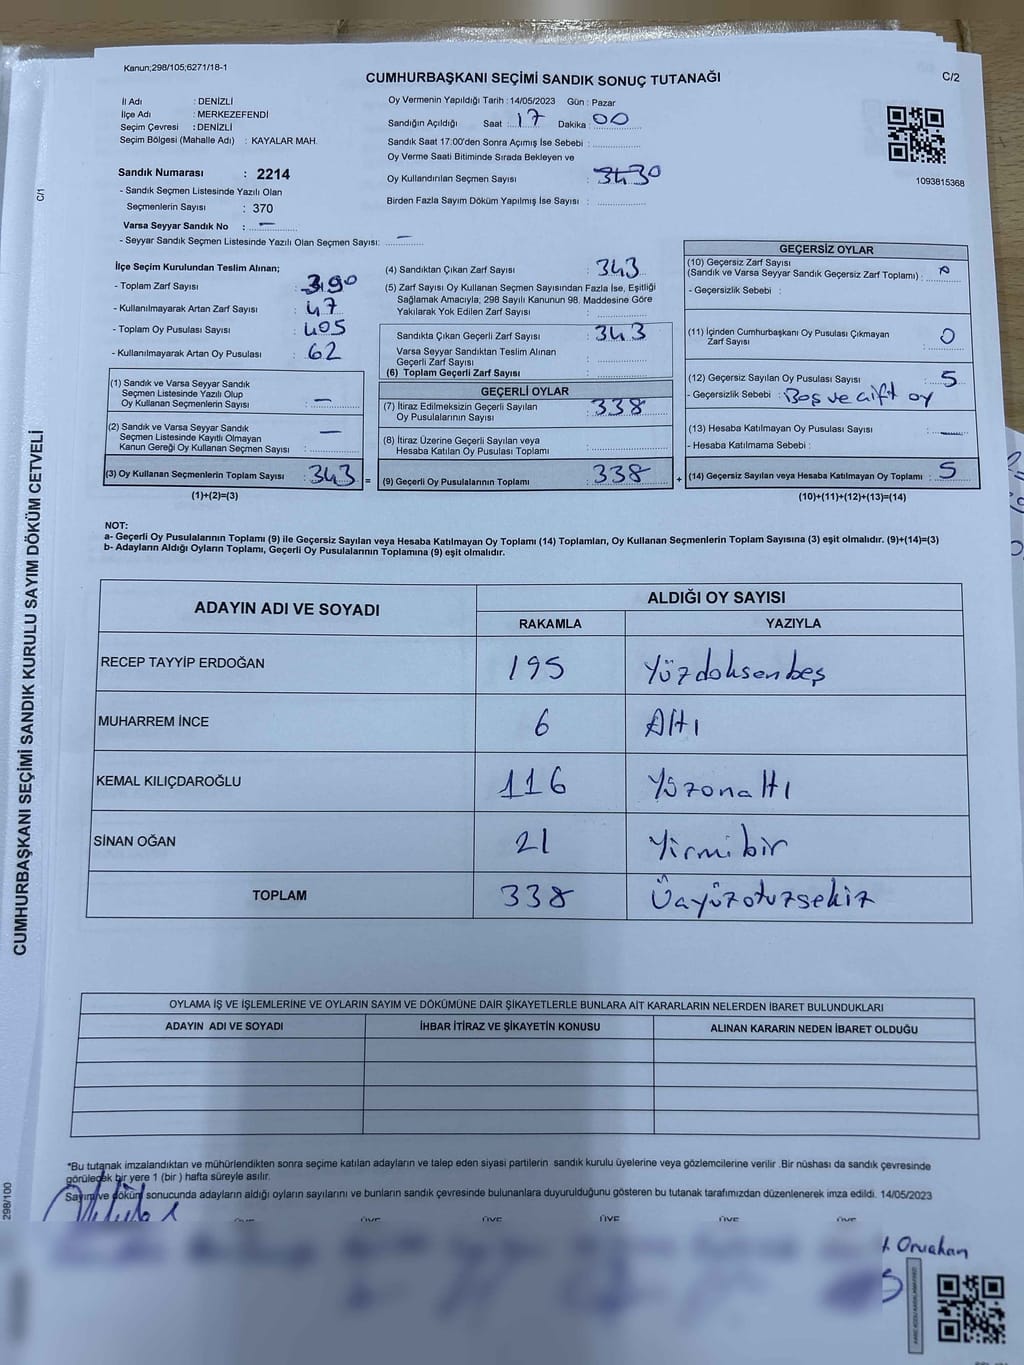 Kanun;298/105;6271/18-1
CUMHURBAŞKANI SEÇİMİ SANDIK SONUÇ TUTANAĞI
C/2
İl Adı : DENİZLİ
İlçe Adı : MERKEZEFENDİ
Seçim Çevresi : DENİZLİ
Seçim Bölgesi (Mahalle Adı) : KAYALAR MAH.
Sandık Numarası : 2214
- Sandık Seçmen Listesinde Yazılı Olan
Seçmenlerin Sayısı : 370
Varsa Seyyar Sandık No : —
- Seyyar Sandık Seçmen Listesinde Yazılı Olan Seçmen Sayısı: —
Oy Vermenin Yapıldığı Tarih : 14/05/2023 Gün : Pazar
Sandığın Açıldığı Saat : 17 Dakika : 00
Sandık Saat 17:00'den Sonra Açımış İse Sebebi :
Oy Verme Saati Bitiminde Sırada Bekleyen ve
Oy Kullandırılan Seçmen Sayısı :
Birden Fazla Sayım Döküm Yapılmış İse Sayısı :
1093815368
İlçe Seçim Kurulundan Teslim Alınan;
- Toplam Zarf Sayısı : 390
- Kullanılmayarak Artan Zarf Sayısı : 47
- Toplam Oy Pusulası Sayısı : 405
- Kullanılmayarak Artan Oy Pusulası : 62
(1) Sandık ve Varsa Seyyar Sandık
Seçmen Listesinde Yazılı Olup
Oy Kullanan Seçmenlerin Sayısı : —
(2) Sandık ve Varsa Seyyar Sandık
Seçmen Listesinde Kayıtlı Olmayan
Kanun Gereği Oy Kullanan Seçmen Sayısı : —
(3) Oy Kullanan Seçmenlerin Toplam Sayısı : 343 =
(1)+(2)=(3)
(4) Sandıktan Çıkan Zarf Sayısı : 343
(5) Zarf Sayısı Oy Kullanan Seçmen Sayısından Fazla İse, Eşitliği
Sağlamak Amacıyla, 298 Sayılı Kanunun 98. Maddesine Göre
Yakılarak Yok Edilen Zarf Sayısı :
Sandıkta Çıkan Geçerli Zarf Sayısı : 343
Varsa Seyyar Sandıktan Teslim Alınan
Geçerli Zarf Sayısı :
(6) Toplam Geçerli Zarf Sayısı :
GEÇERLİ OYLAR
(7) İtiraz Edilmeksizin Geçerli Sayılan
Oy Pusulasının Sayısı : 338
(8) İtiraz Üzerine Geçerli Sayılan veya
Hesaba Katılan Oy Pusulası Toplamı :
(9) Geçerli Oy Pusulalarının Toplamı : 338 +
GEÇERSİZ OYLAR
(10) Geçersiz Zarf Sayısı
(Sandık ve Varsa Seyyar Sandık Geçersiz Zarf Toplamı) :
- Geçersizlik Sebebi :
(11) İçinden Cumhurbaşkanı Oy Pusulası Çıkmayan
Zarf Sayısı : 0
(12) Geçersiz Sayılan Oy Pusulası Sayısı : 5
- Geçersizlik Sebebi : Boş ve çift oy
(13) Hesaba Katılmayan Oy Pusulası Sayısı : —
- Hesaba Katılmama Sebebi :
(14) Geçersiz Sayılan veya Hesaba Katılmayan Oy Toplamı : 5
(10)+(11)+(12)+(13)=(14)
NOT:
a- Geçerli Oy Pusulalarının Toplamı (9) ile Geçersiz Sayılan veya Hesaba Katılmayan Oy Toplamı (14) Toplamları, Oy Kullanan Seçmenlerin Toplam Sayısına (3) eşit olmalıdır. (9)+(14)=(3)
b- Adayların Aldığı Oyların Toplamı, Geçerli Oy Pusulalarının Toplamına (9) eşit olmalıdır.
ADAYIN ADI VE SOYADI
ALDIĞI OY SAYISI
RAKAMLA YAZIYLA
RECEP TAYYİP ERDOĞAN 195 Yüzdoksenbeş
MUHARREM İNCE 6 Altı
KEMAL KILIÇDAROĞLU 116 Yüzonaltı
SİNAN OĞAN 21 Yirmibir
TOPLAM 338 Üçyüzotuzsekiz
OYLAMA İŞ VE İŞLEMLERİNE VE OYLARIN SAYIM VE DÖKÜMÜNE DAİR ŞİKAYETLERLE BUNLARA AİT KARARLARIN NELERDEN İBARET BULUNDUKLARI
ADAYIN ADI VE SOYADI İHBAR İTİRAZ VE ŞİKAYETİN KONUSU ALINAN KARARIN NEDEN İBARET OLDUĞU
*Bu tutanak imzalandıktan ve mühürlendikten sonra seçime katılan adayların ve talep eden siyasi partilerin sandık kurulu üyelerine veya gözlemcilerine verilir .Bir nüshası da sandık çevresinde
görülecek bir yere 1 (bir ) hafta süreyle asılır.
Sayım ve döküm sonucunda adayların aldığı oyların sayılarını ve bunların sandık çevresinde bulunanlara duyurulduğunu gösteren bu tutanak tarafımızdan düzenlenerek imza edildi. 14/05/2023
ÜYE ÜYE ÜYE ÜYE ÜYE ÜYE
C/1
CUMHURBAŞKANI SEÇİMİ SANDIK KURULU SAYIM DÖKÜM CETVELİ
298/100